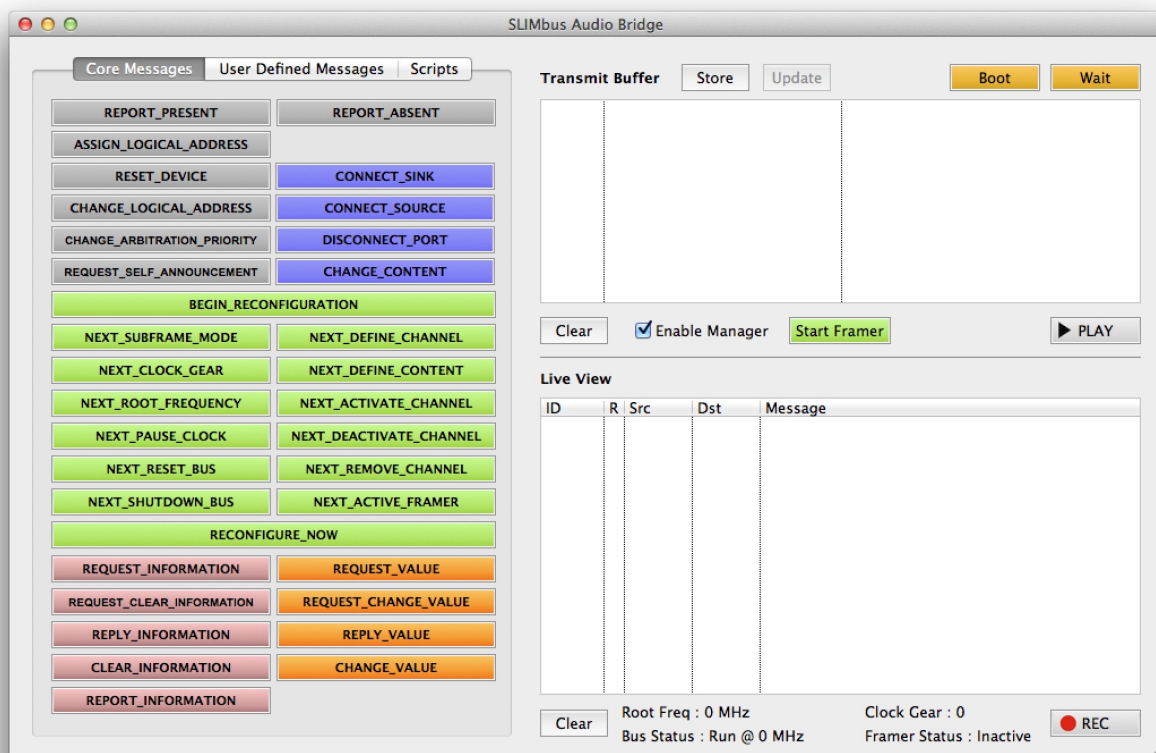 SLIMbus Audio Bridge
Core Messages User Defined Messages Scripts
REPORT_PRESENT REPORT_ABSENT
ASSIGN_LOGICAL_ADDRESS
RESET_DEVICE CONNECT_SINK
CHANGE_LOGICAL_ADDRESS CONNECT_SOURCE
CHANGE_ARBITRATION_PRIORITY DISCONNECT_PORT
REQUEST_SELF_ANNOUNCEMENT CHANGE_CONTENT
BEGIN_RECONFIGURATION
NEXT_SUBFRAME_MODE NEXT_DEFINE_CHANNEL
NEXT_CLOCK_GEAR NEXT_DEFINE_CONTENT
NEXT_ROOT_FREQUENCY NEXT_ACTIVATE_CHANNEL
NEXT_PAUSE_CLOCK NEXT_DEACTIVATE_CHANNEL
NEXT_RESET_BUS NEXT_REMOVE_CHANNEL
NEXT_SHUTDOWN_BUS NEXT_ACTIVE_FRAMER
RECONFIGURE_NOW
REQUEST_INFORMATION REQUEST_VALUE
REQUEST_CLEAR_INFORMATION REQUEST_CHANGE_VALUE
REPLY_INFORMATION REPLY_VALUE
CLEAR_INFORMATION CHANGE_VALUE
REPORT_INFORMATION
Transmit Buffer Store Update Boot Wait
Clear Enable Manager Start Framer PLAY
Live View
ID R Src Dst Message
Clear Root Freq : 0 MHz Clock Gear : 0 REC
Bus Status : Run @ 0 MHz Framer Status : Inactive